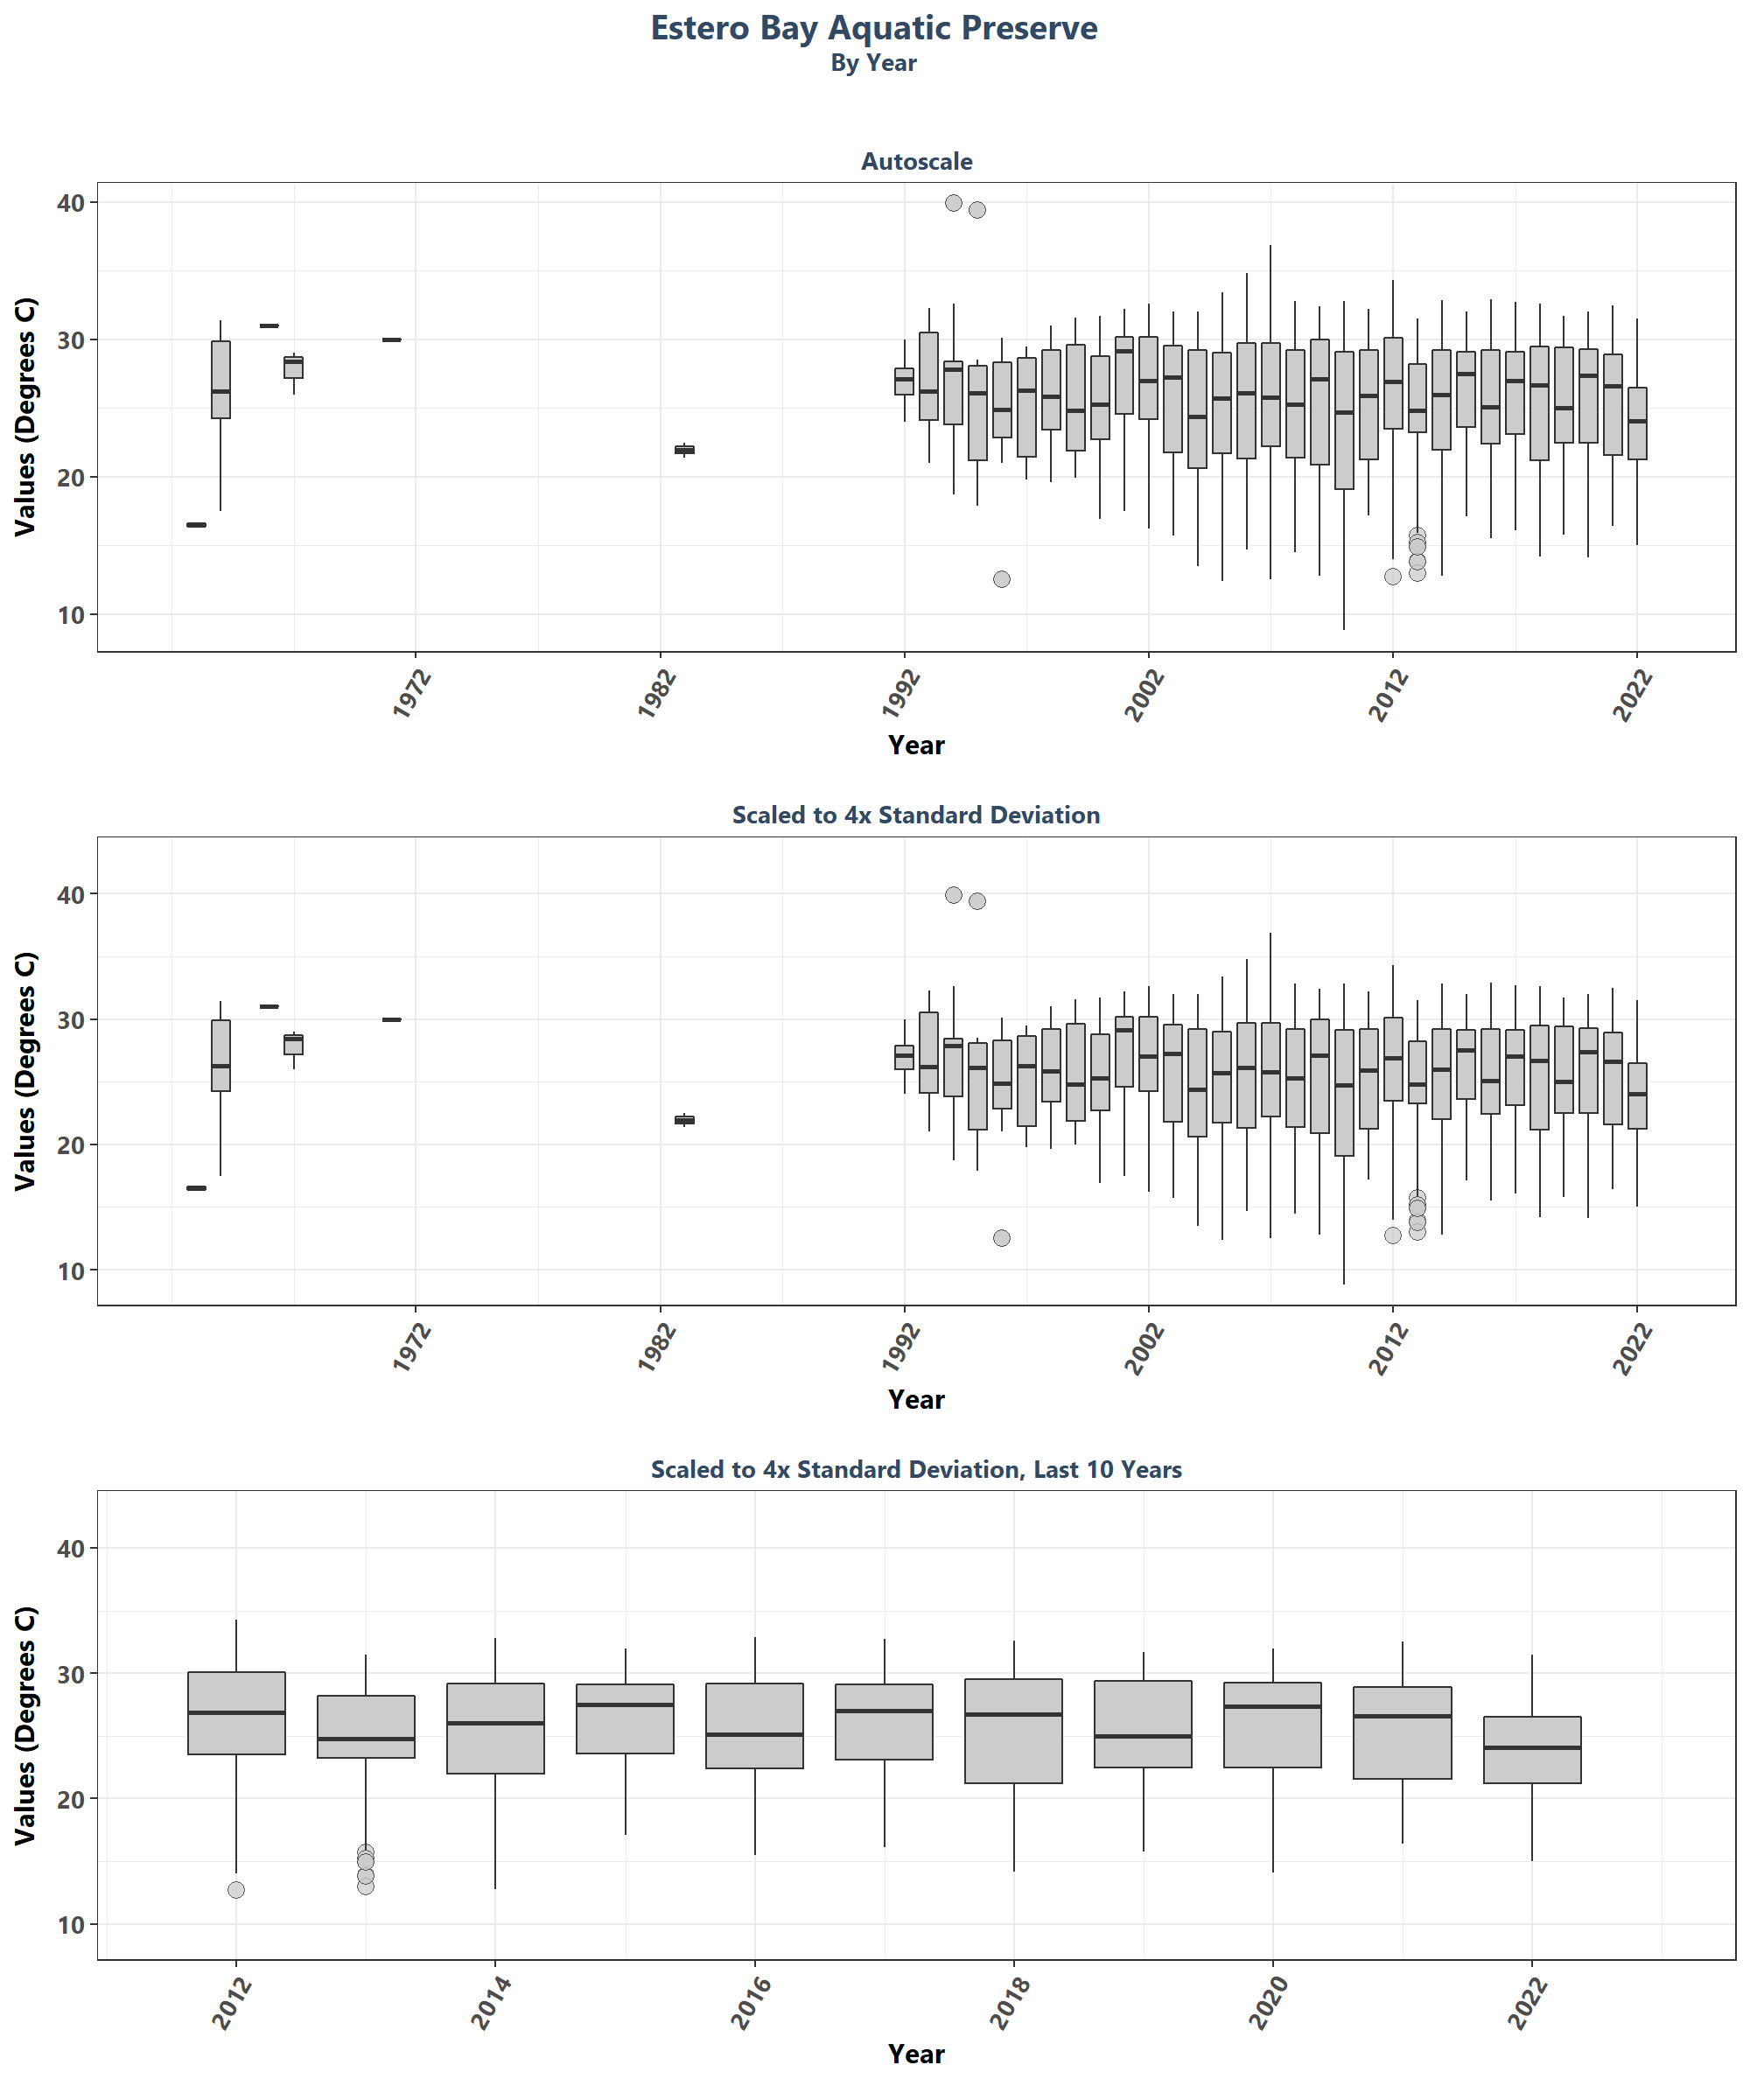 Estero Bay Aquatic Preserve
By Year
Autoscale
Values (Degrees C)
40
30
20
10
1972
1982
1992
2002
2012
2022
Year
Scaled to 4x Standard Deviation
Values (Degrees C)
40
30
20
10
1972
1982
1992
2002
2012
2022
Year
Scaled to 4x Standard Deviation, Last 10 Years
Values (Degrees C)
40
30
20
10
2012
2014
2016
2018
2020
2022
Year